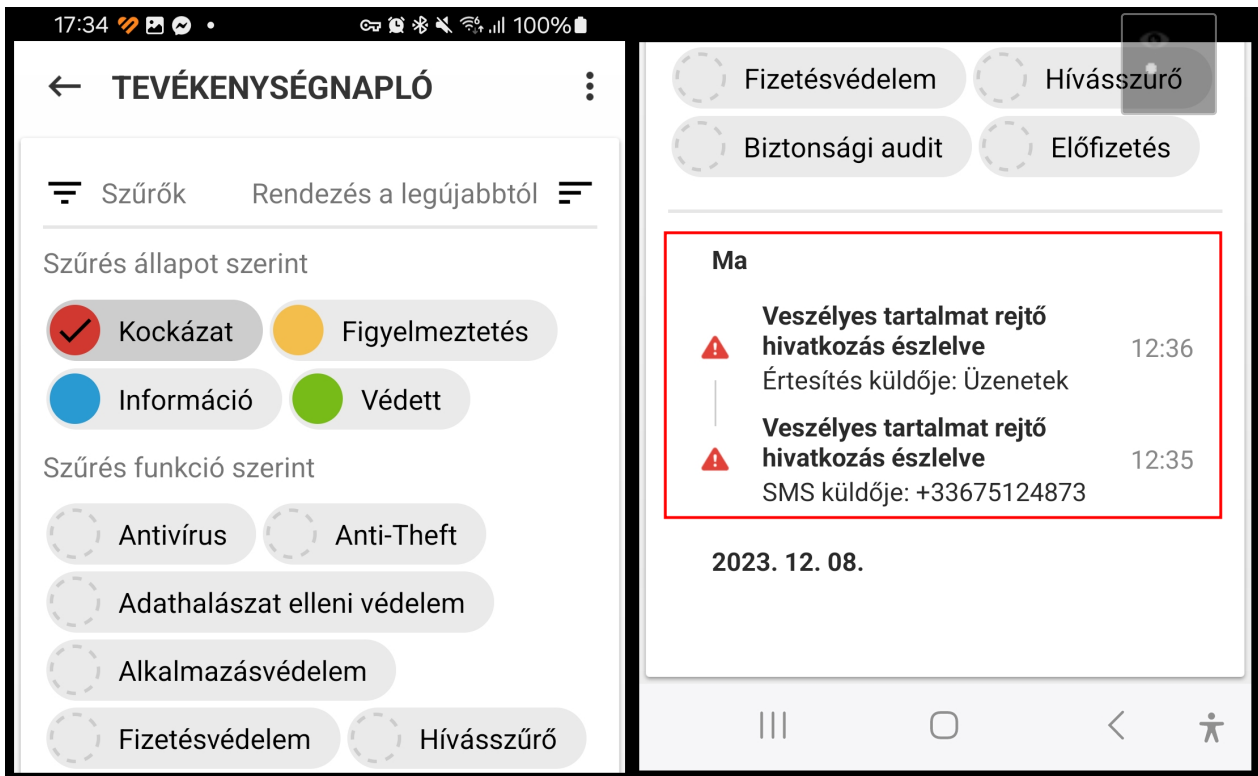 17:34
100%
TEVÉKENYSÉGNAPLÓ
Szűrők Rendezés a legújabbtól
Szűrés állapot szerint
Kockázat Figyelmeztetés
Információ Védett
Szűrés funkció szerint
Antivírus Anti-Theft
Adathalászat elleni védelem
Alkalmazásvédelem
Fizetésvédelem Hívásszűrő
Fizetésvédelem Hívásszűrő
Biztonsági audit Előfizetés
Ma
Veszélyes tartalmat rejtő
hivatkozás észlelve 12:36
Értesítés küldője: Üzenetek
Veszélyes tartalmat rejtő
hivatkozás észlelve 12:35
SMS küldője: +33675124873
2023. 12. 08.